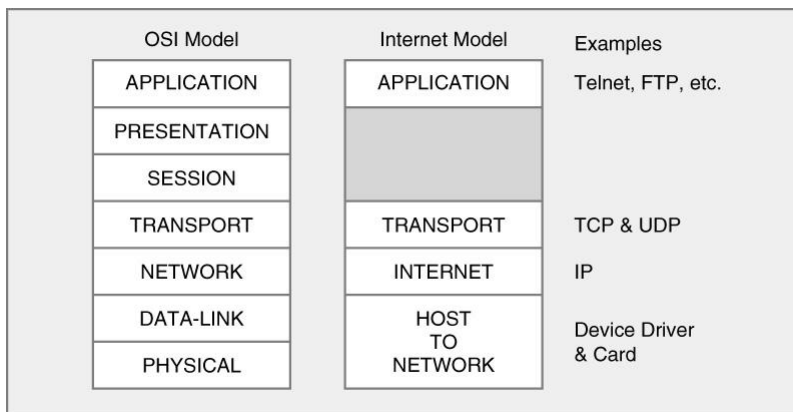 OSI Model Internet Model Examples
APPLICATION APPLICATION Telnet, FTP, etc.
PRESENTATION
SESSION
TRANSPORT TRANSPORT TCP & UDP
NETWORK INTERNET IP
DATA-LINK HOST
TO
NETWORK Device Driver
& Card
PHYSICAL